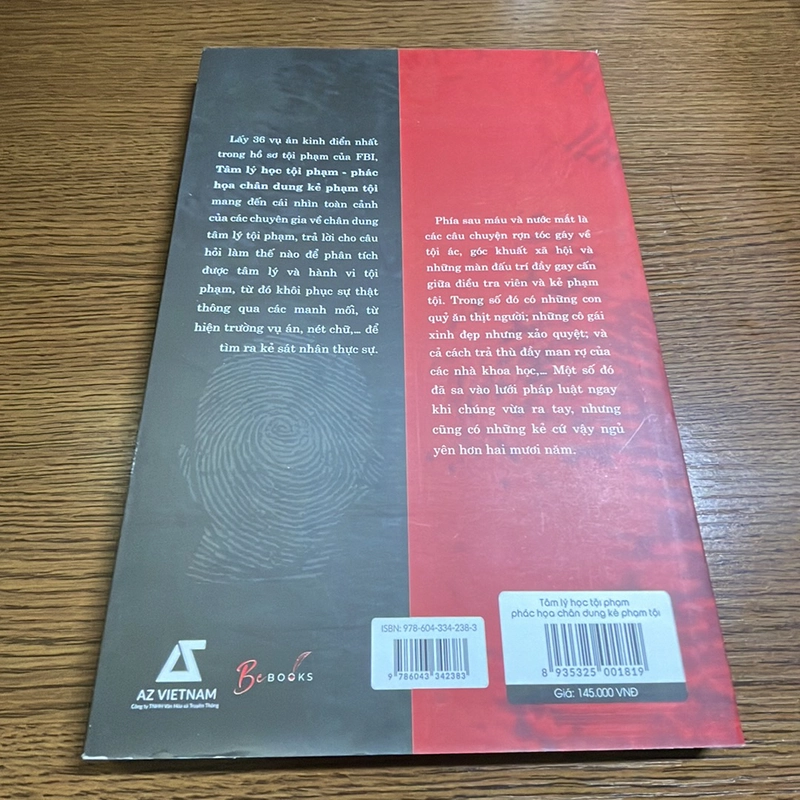 Lấy 36 vụ án kinh điển nhất
trong hồ sơ tội phạm của FBI,
Tâm lý học tội phạm - phác
họa chân dung kẻ phạm tội
mang đến cái nhìn toàn cảnh
của các chuyên gia về chân dung
tâm lý tội phạm, trả lời cho câu
hỏi làm thế nào để phân tích
được tâm lý và hành vi tội
phạm, từ đó khôi phục sự thật
thông qua các manh mối, từ
hiện trường vụ án, nét chữ,... để
tìm ra kẻ sát nhân thực sự.
Phía sau máu và nước mắt là
các câu chuyện rợn tóc gáy về
tội ác, góc khuất xã hội và
những màn đấu trí đầy gay cấn
giữa điều tra viên và kẻ phạm
tội. Trong số đó có những con
quỷ ăn thịt người; những cô gái
xinh đẹp nhưng xảo quyệt; và
cả cách trả thù đầy man rợ của
các nhà khoa học,... Một số đó
đã sa vào lưới pháp luật ngay
khi chúng vừa ra tay, nhưng
cũng có những kẻ cứ vậy ngủ
yên hơn hai mươi năm.
AZ VIETNAM
Công ty TNHH Văn Hóa và Truyền Thông
BeBOOKS
ISBN: 978-604-334-238-3
9 786043 342383
Tâm lý học tội phạm
phác họa chân dung kẻ phạm tội
8 935325 001819
Giá: 145.000 VNĐ